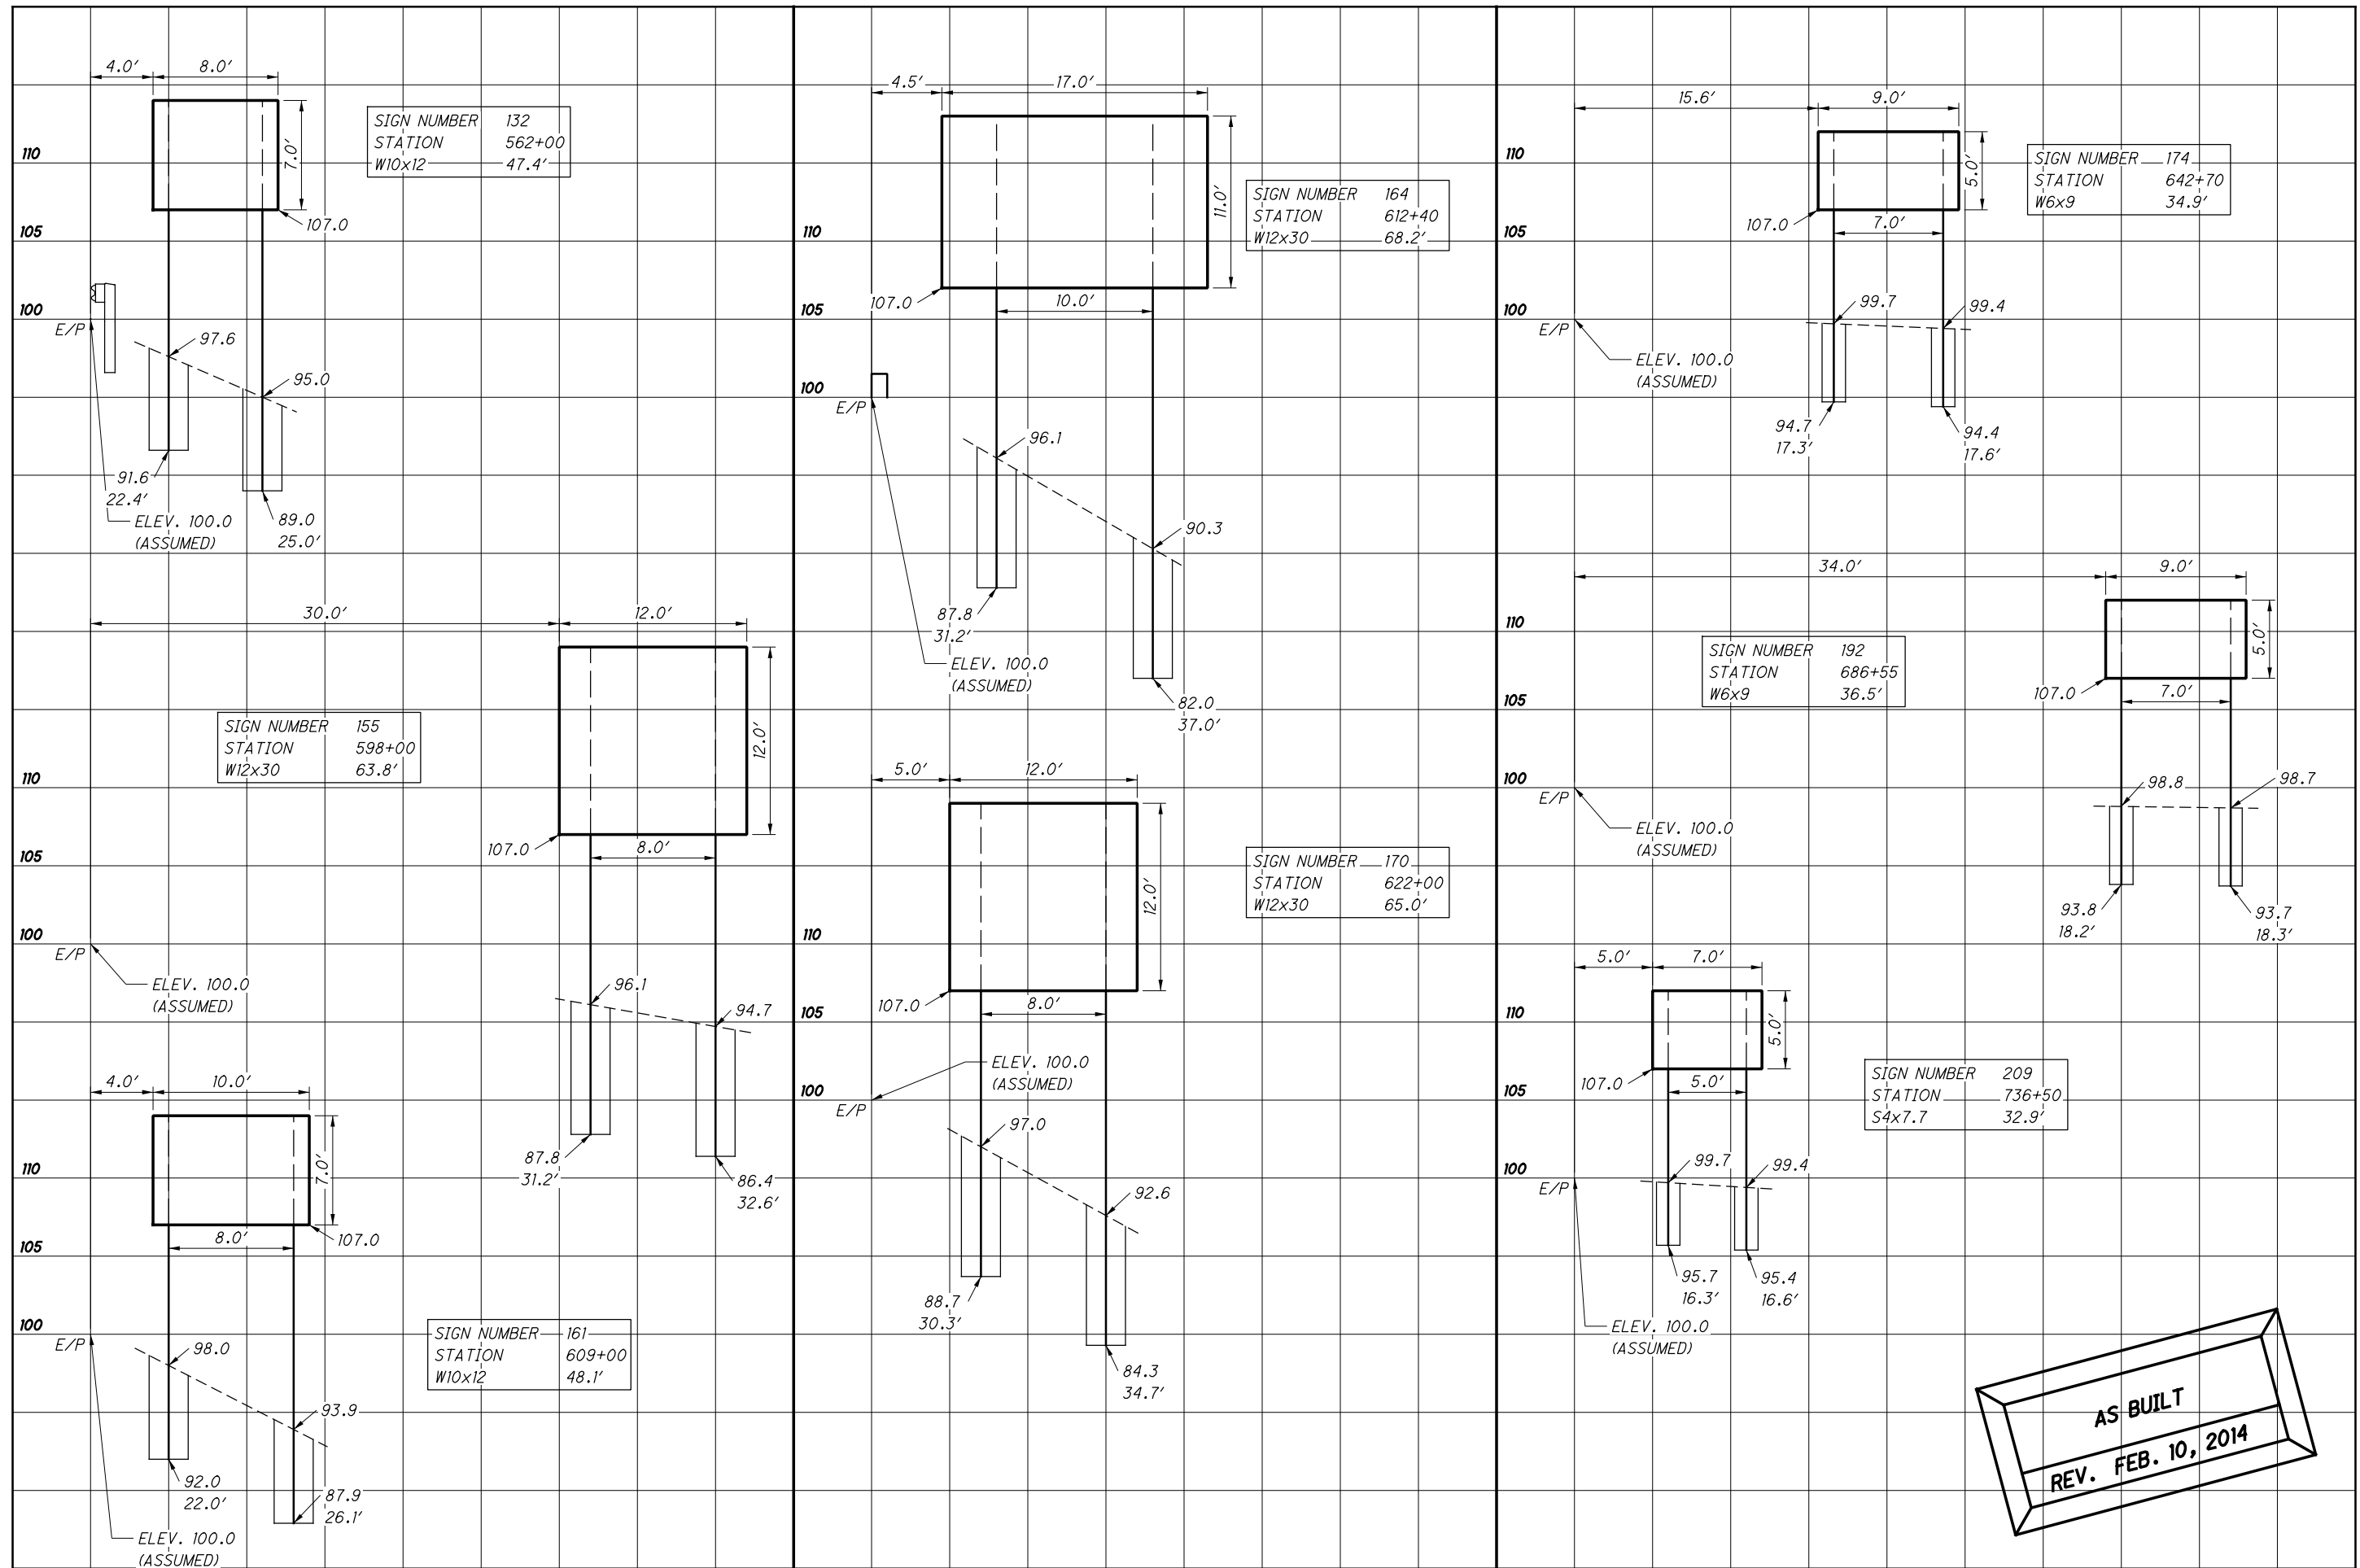 4.0'
8.0'
7.0'
SIGN NUMBER 132
STATION 562+00
W10x12 47.4'
110
107.0
105
100
E/P
97.6
95.0
91.6
22.4'
ELEV. 100.0
(ASSUMED)
89.0
25.0'
30.0'
12.0'
12.0'
SIGN NUMBER 155
STATION 598+00
W12x30 63.8'
110
107.0
8.0'
105
100
E/P
ELEV. 100.0
(ASSUMED)
96.1
94.7
87.8
31.2'
86.4
32.6'
4.0'
10.0'
7.0'
110
107.0
8.0'
105
100
E/P
SIGN NUMBER 161
STATION 609+00
W10x12 48.1'
98.0
93.9
92.0
22.0'
87.9
26.1'
ELEV. 100.0
(ASSUMED)
4.5'
17.0'
11.0'
SIGN NUMBER 164
STATION 612+40
W12x30 68.2'
110
107.0
10.0'
105
100
E/P
96.1
90.3
87.8
31.2'
ELEV. 100.0
(ASSUMED)
82.0
37.0'
5.0'
12.0'
12.0'
SIGN NUMBER 170
STATION 622+00
W12x30 65.0'
110
107.0
8.0'
105
ELEV. 100.0
(ASSUMED)
100
E/P
97.0
92.6
88.7
30.3'
84.3
34.7'
15.6'
9.0'
5.0'
SIGN NUMBER 174
STATION 642+70
W6x9 34.9'
110
107.0
7.0'
105
100
E/P
99.7
99.4
ELEV. 100.0
(ASSUMED)
94.7
17.3'
94.4
17.6'
34.0'
9.0'
5.0'
110
SIGN NUMBER 192
STATION 686+55
W6x9 36.5'
107.0
7.0'
105
100
E/P
98.8
98.7
ELEV. 100.0
(ASSUMED)
93.8
18.2'
93.7
18.3'
5.0'
7.0'
5.0'
110
SIGN NUMBER 209
STATION 736+50
S4x7.7 32.9'
107.0
5.0'
105
100
E/P
99.7
99.4
95.7
16.3'
95.4
16.6'
ELEV. 100.0
(ASSUMED)
AS BUILT
REV. FEB. 10, 2014